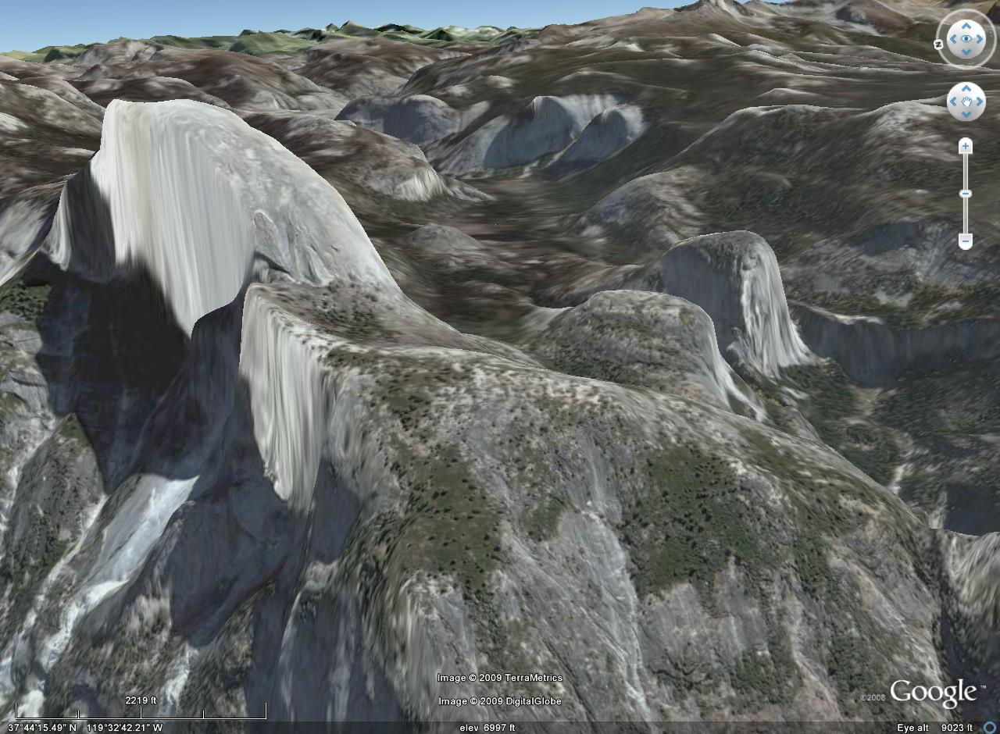 N
Image © 2009 TerraMetrics
Image © 2009 DigitalGlobe
©2008 Google™
2219 ft
37°44'15.49" N 119°32'42.21" W elev 6997 ft Eye alt 9023 ft